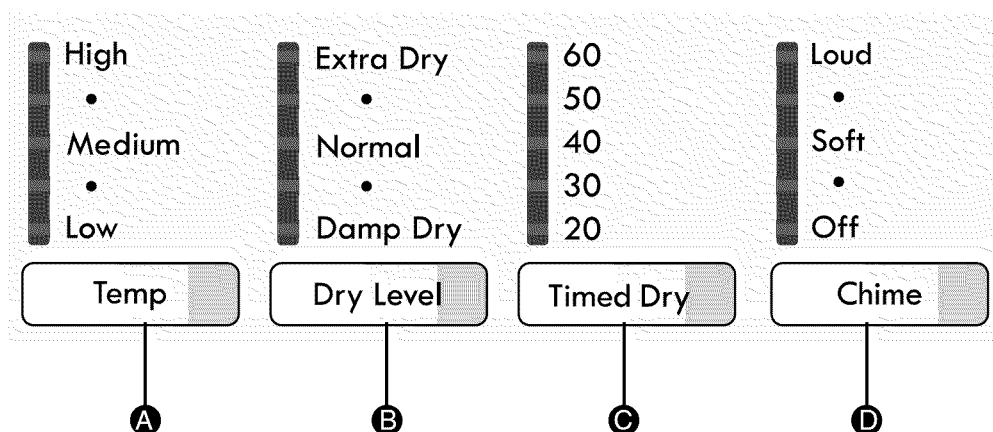 High
Medium
Low
Temp
A
Extra Dry
Normal
Damp Dry
Dry Level
B
60
50
40
30
20
Timed Dry
C
Loud
Soft
Off
Chime
D